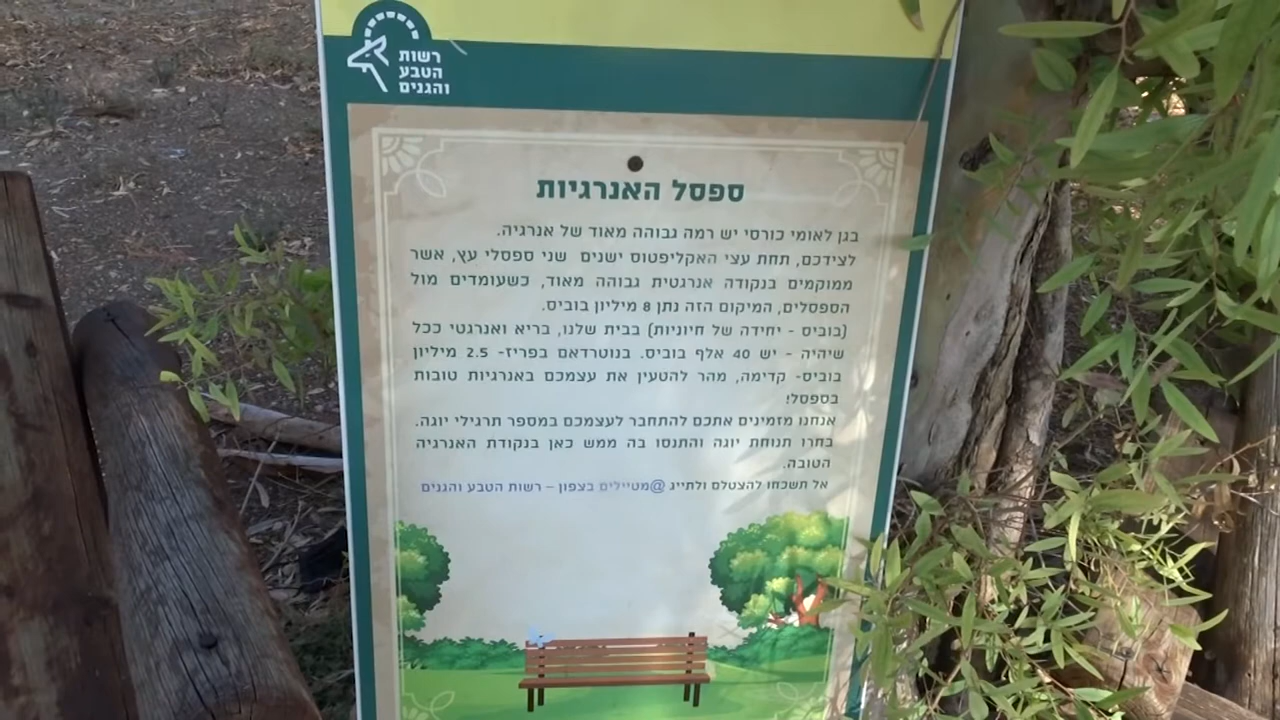 רשות
הטבע
והגנים
ספסל האנרגיות
בגן לאומי כורסי יש רמה גבוהה מאוד של אנרגיה.
לצידכם, תחת עצי האקליפטוס ישנים שני ספסלי עץ, אשר
ממוקמים בנקודה אנרגטית גבוהה מאוד, כשעומדים מול
הספסלים, המיקום הזה נתן 8 מיליון בוביס.
(בוביס - יחידה של חיוניות) בבית שלנו, בריא ואנרגטי ככל
שיהיה - יש 40 אלף בוביס. בנוטרדאם בפריז- 2.5 מיליון
בוביס- קדימה, מהר להטעין את עצמכם באנרגיות טובות
בספסל!
אנחנו מזמינים אתכם להתחבר לעצמכם במספר תרגילי יוגה.
בחרו תנוחת יוגה והתנסו בה ממש כאן בנקודת האנרגיה
הטובה.
אל תשכחו להצטלם ולתייג @מטיילים בצפון – רשות הטבע והגנים